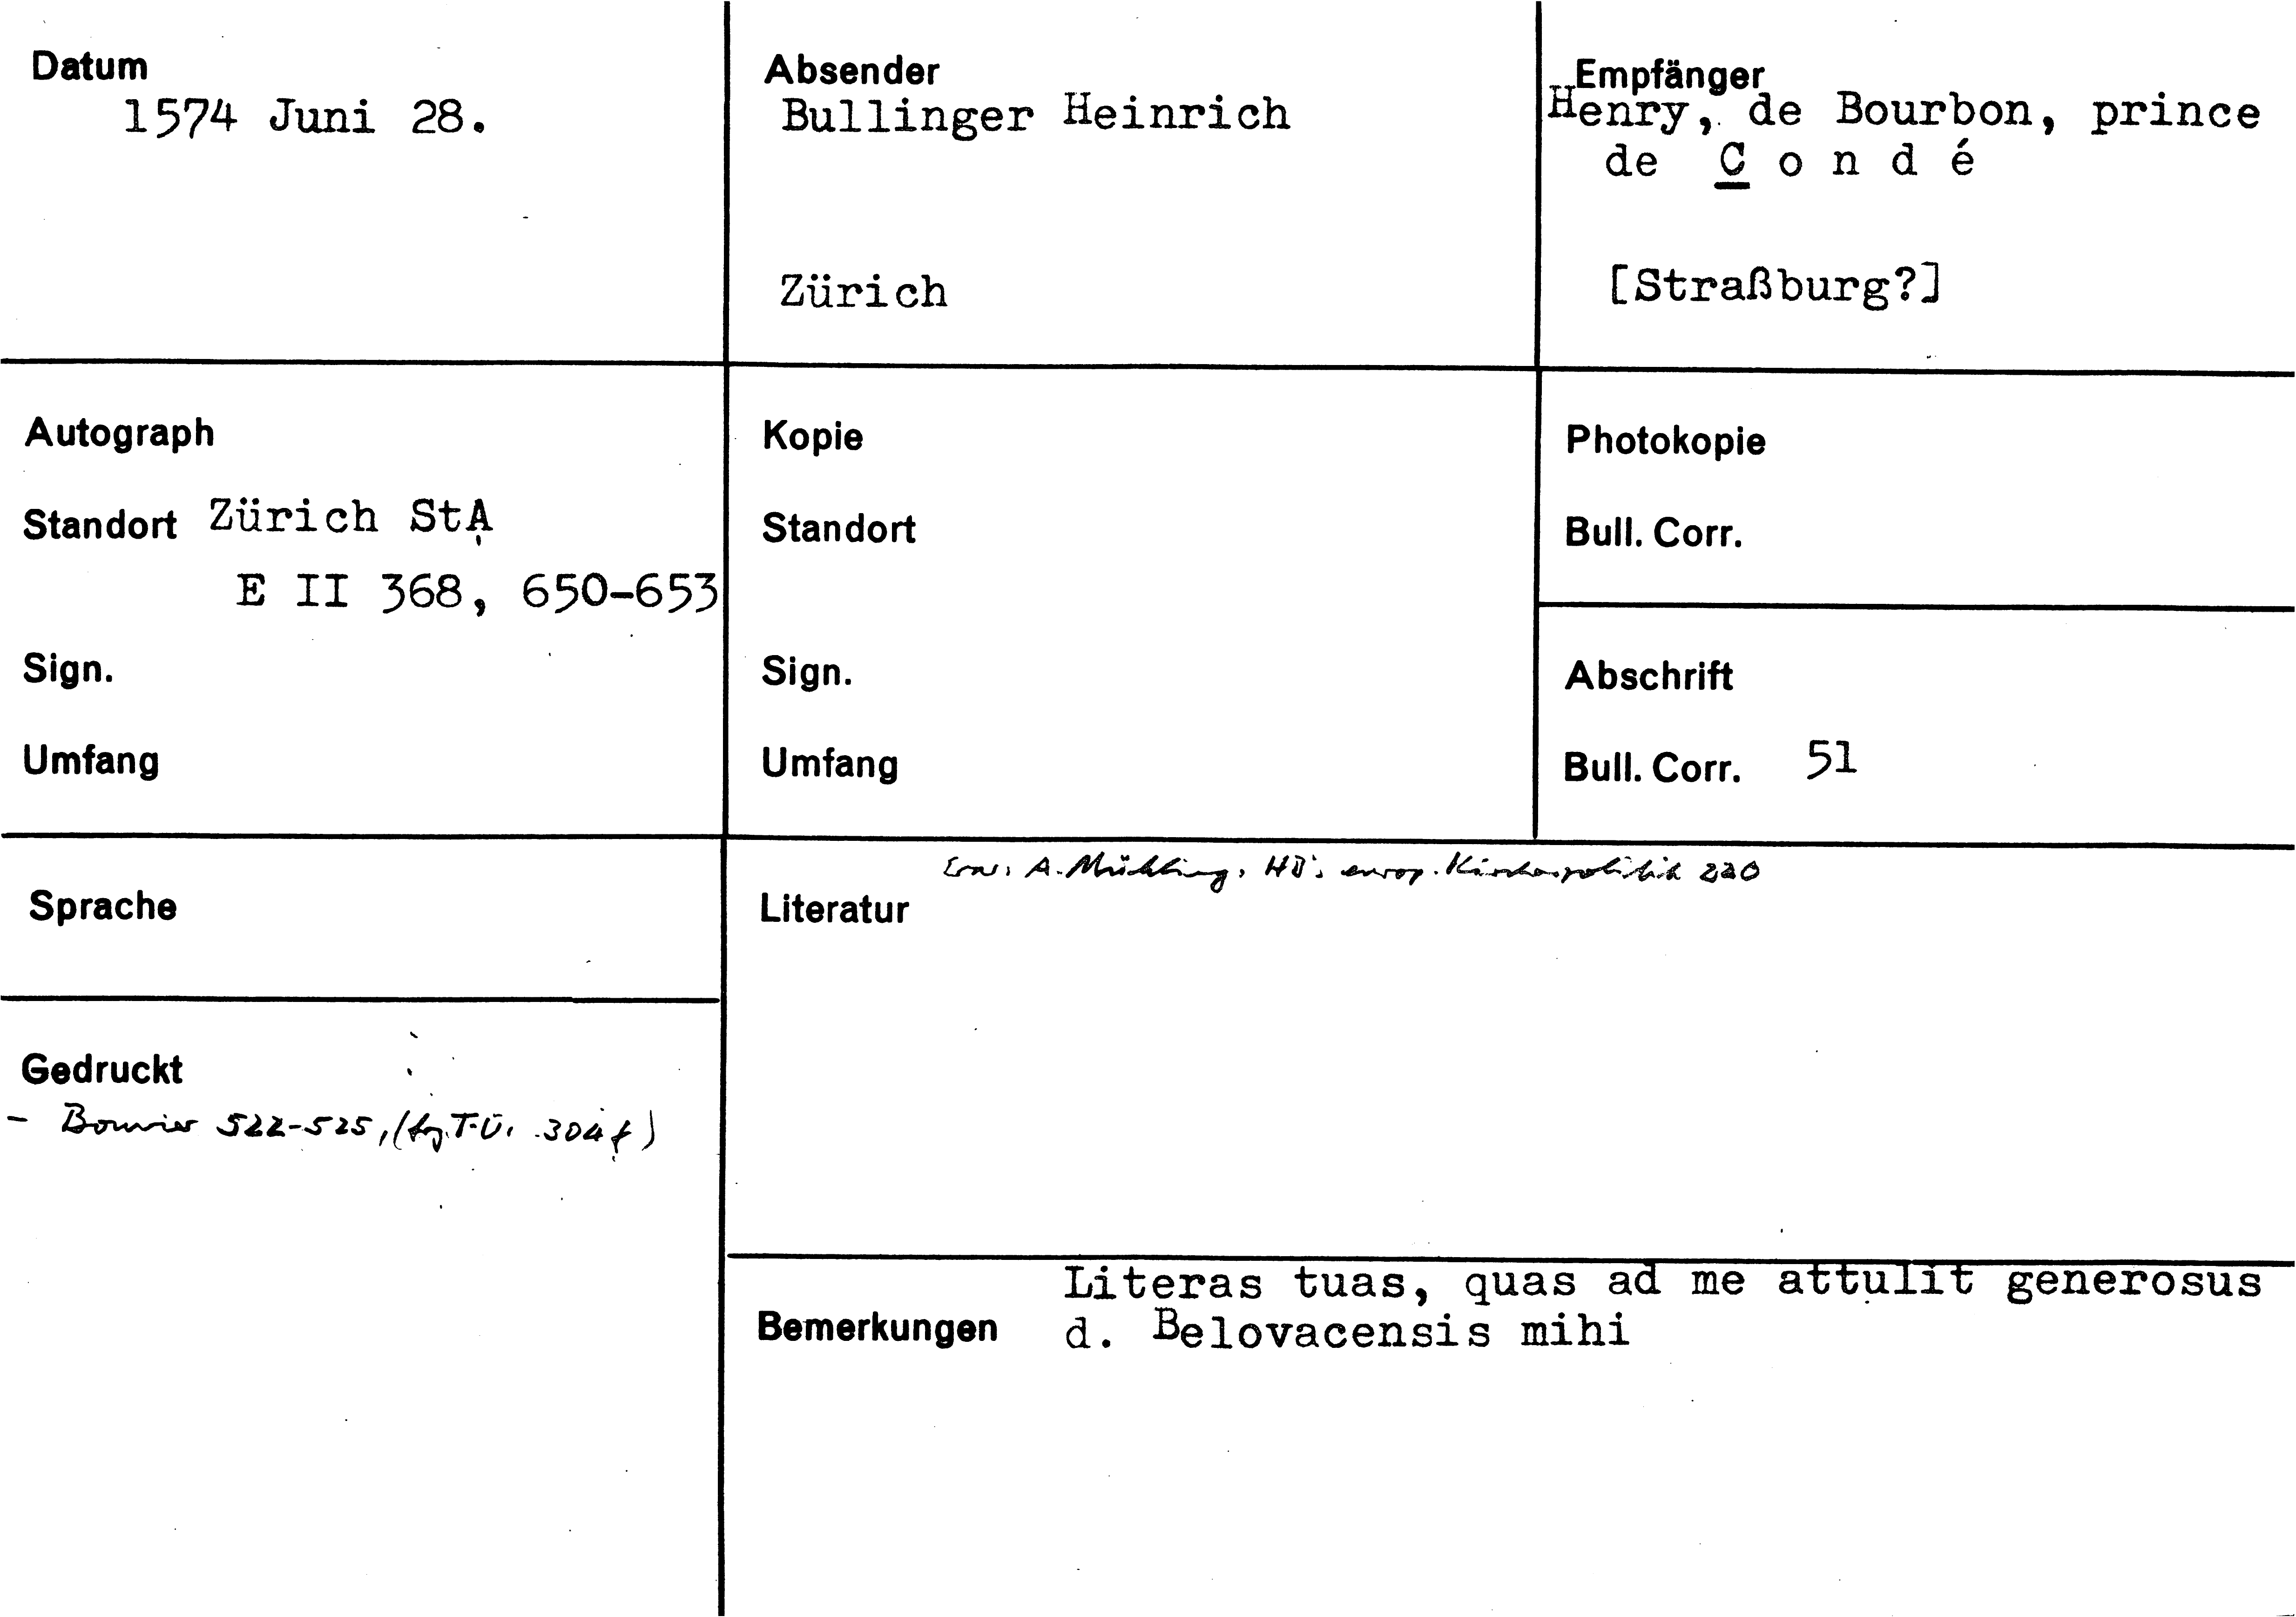 Datum
1574 Juni 28.
Absender
Bullinger Heinrich
Zürich
Empfänger
Henry, de Bourbon, prince
de C o n d é
[Straßburg?]
Autograph
Standort Zürich StA
E II 368, 650-653
Sign.
Umfang
Kopie
Standort
Sign.
Umfang
Photokopie
Bull. Corr.
Abschrift
Bull. Corr. 51
Sprache
Gedruckt
- Bouvier 522-525, (fz. T-Ü. 304 f)
A. Mühling, HB's europ. Kirchenpolitik 220
Literatur
Literas tuas, quas ad me attulit generosus
Bemerkungen d. Belovacensis mihi